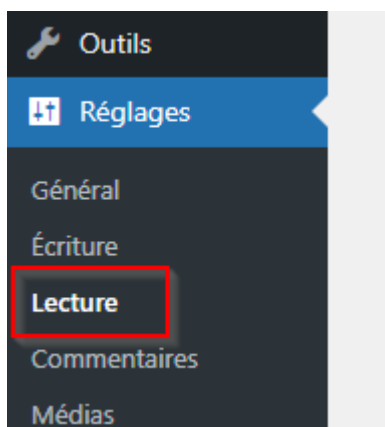 Outils
Réglages
Général
Écriture
Lecture
Commentaires
Médias